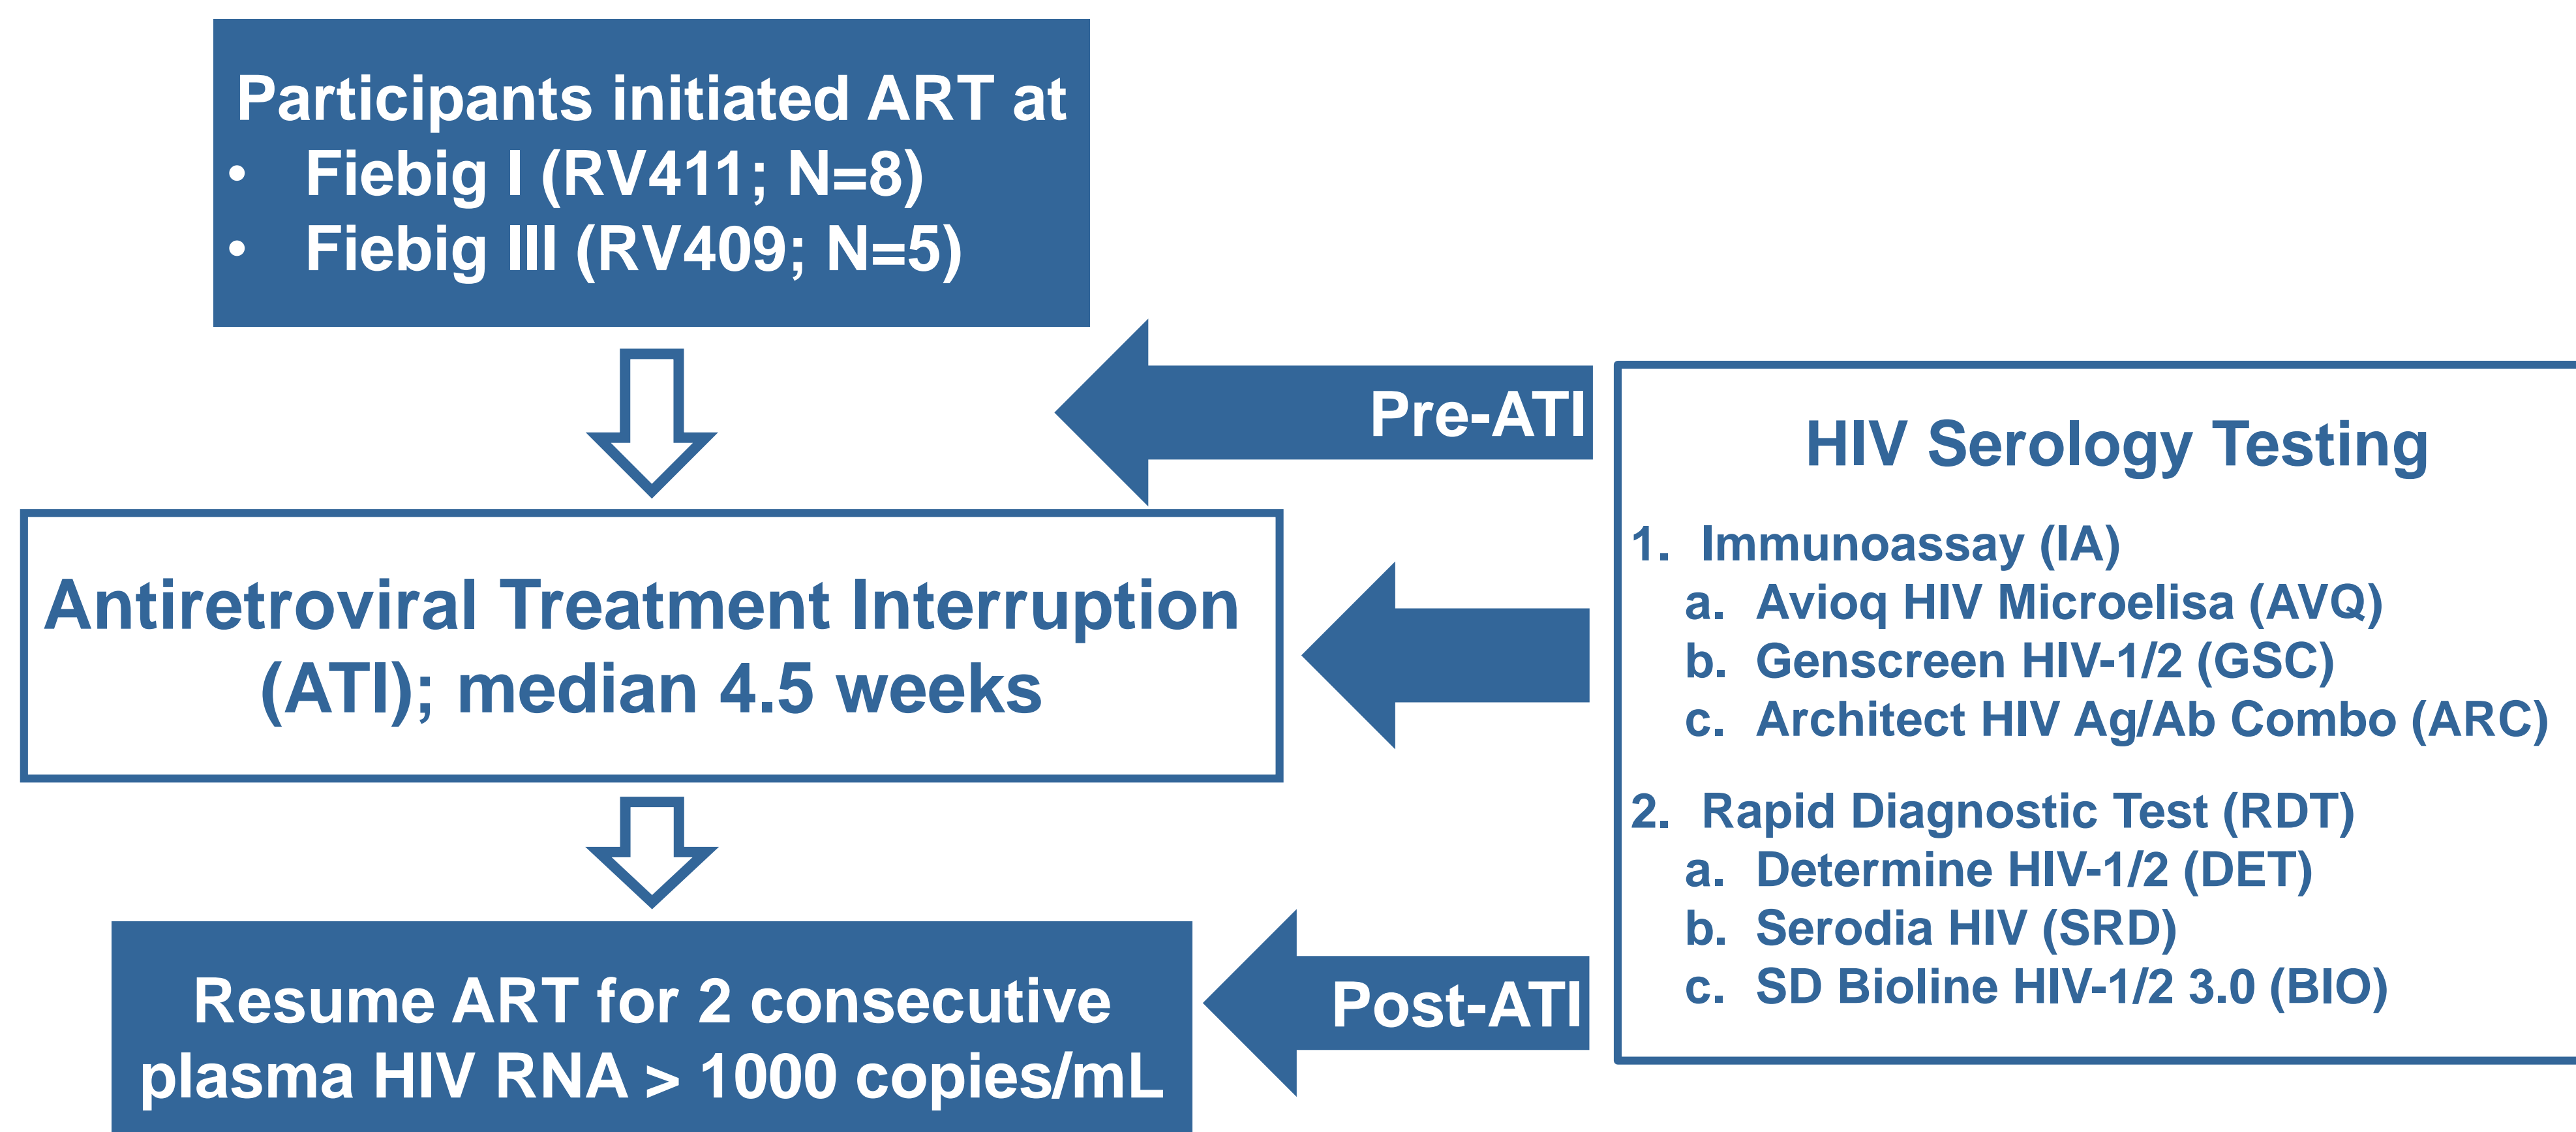 Participants initiated ART at
• Fiebig I (RV411; N=8)
• Fiebig III (RV409; N=5)
Pre-ATI
Antiretroviral Treatment Interruption
(ATI); median 4.5 weeks
Resume ART for 2 consecutive
plasma HIV RNA > 1000 copies/mL
Post-ATI
HIV Serology Testing
1. Immunoassay (IA)
a. Avioq HIV Microelisa (AVQ)
b. Genscreen HIV-1/2 (GSC)
c. Architect HIV Ag/Ab Combo (ARC)
2. Rapid Diagnostic Test (RDT)
a. Determine HIV-1/2 (DET)
b. Serodia HIV (SRD)
c. SD Bioline HIV-1/2 3.0 (BIO)